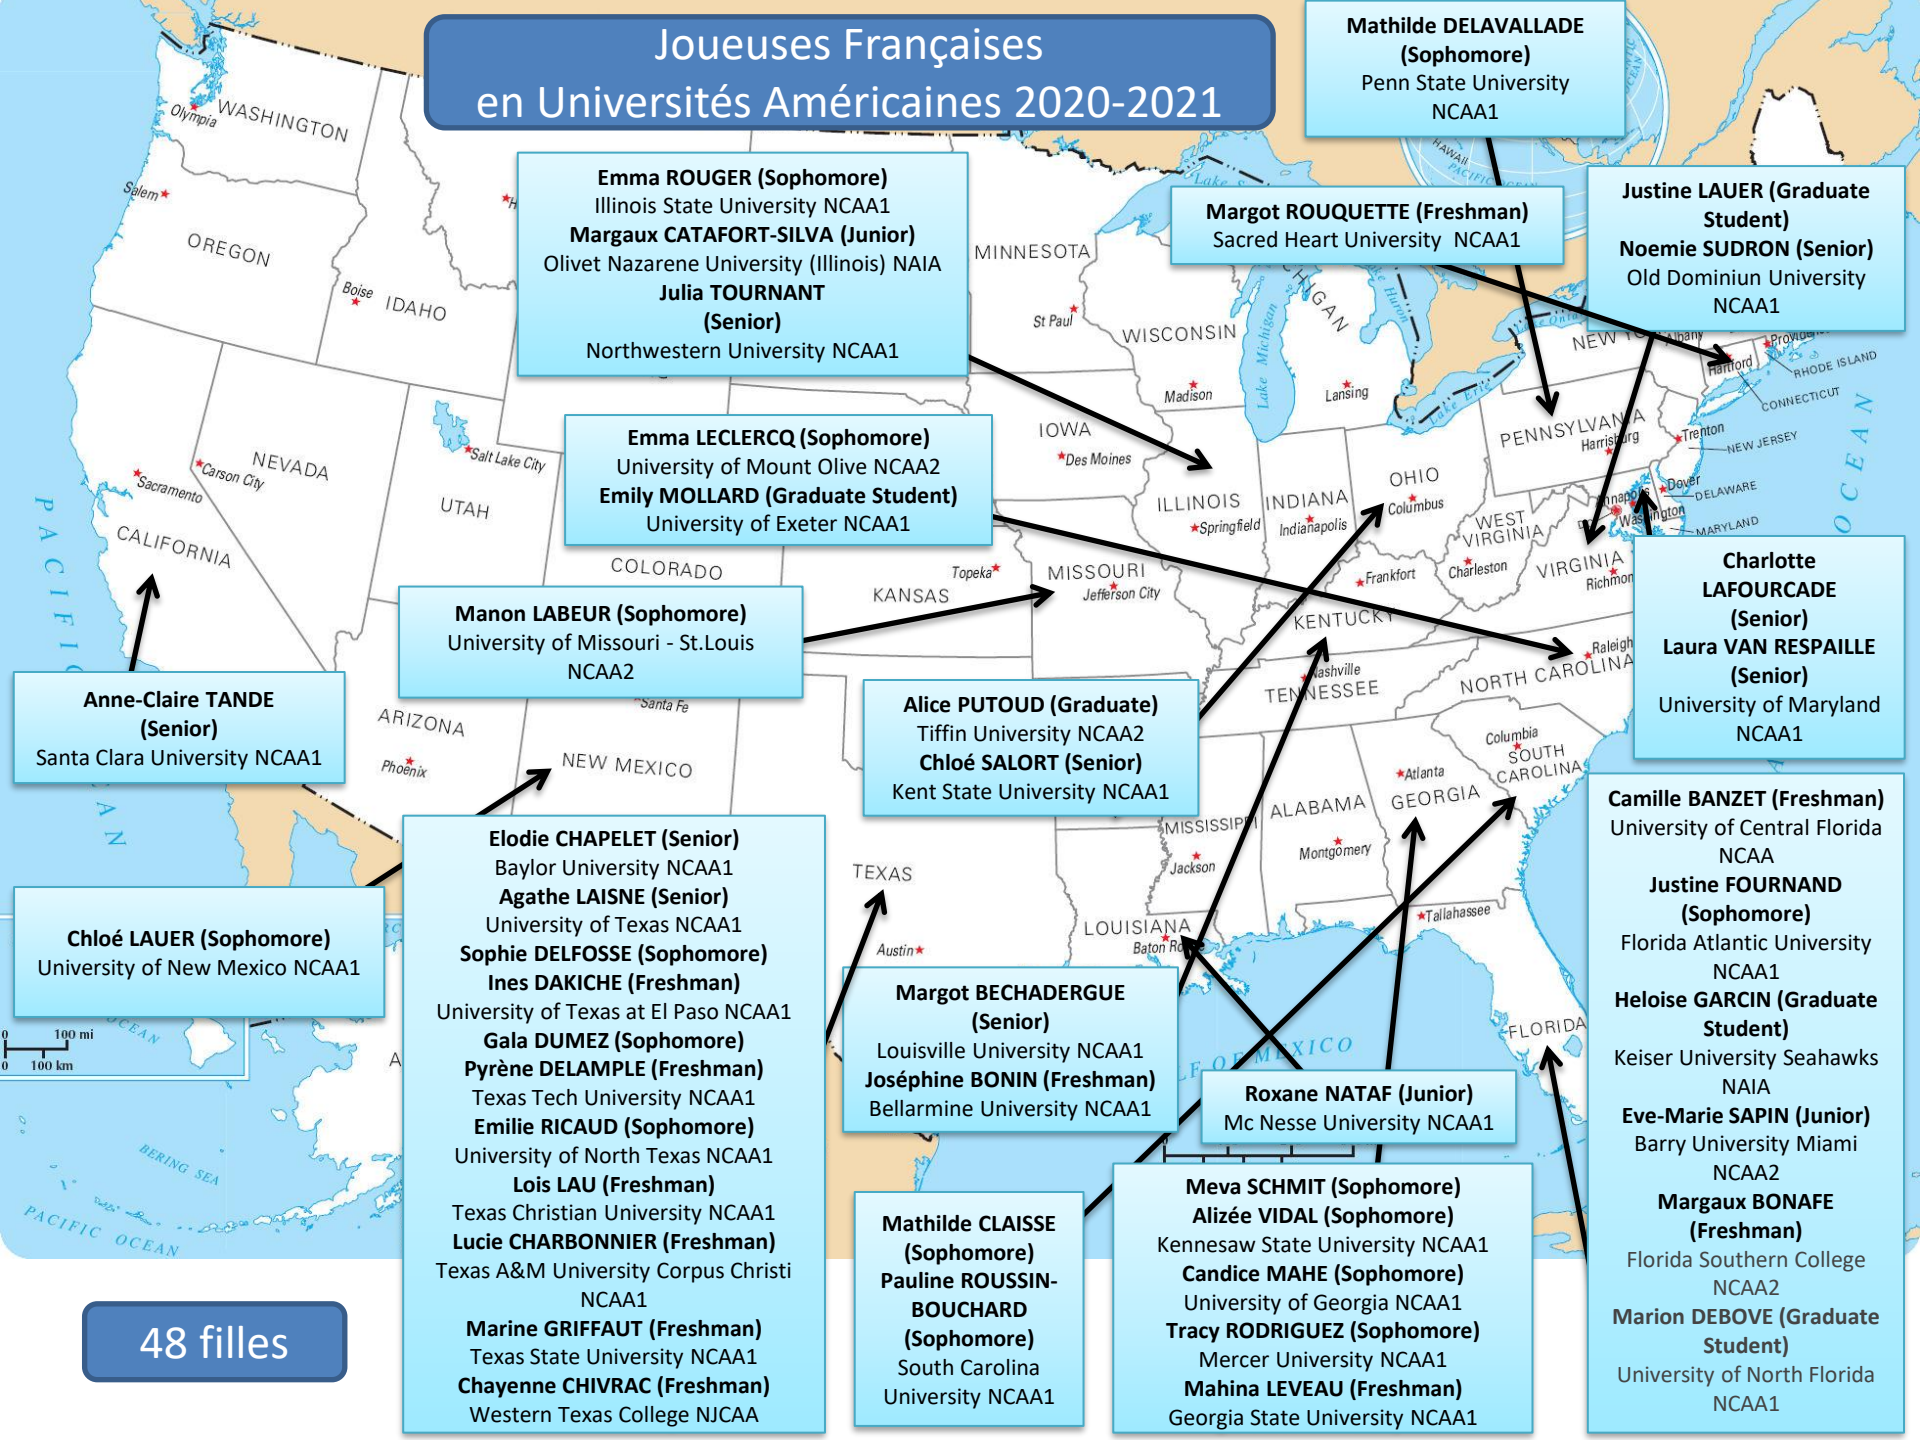 Joueuses Françaises
en Universités Américaines 2020-2021
Mathilde DELAVALLADE
(Sophomore)
Penn State University
NCAA1
Emma ROUGER (Sophomore)
Illinois State University NCAA1
Margaux CATAFORT-SILVA (Junior)
Olivet Nazarene University (Illinois) NAIA
Julia TOURNANT
(Senior)
Northwestern University NCAA1
Margot ROUQUETTE (Freshman)
Sacred Heart University NCAA1
Justine LAUER (Graduate
Student)
Noemie SUDRON (Senior)
Old Dominiun University
NCAA1
Emma LECLERCQ (Sophomore)
University of Mount Olive NCAA2
Emily MOLLARD (Graduate Student)
University of Exeter NCAA1
Manon LABEUR (Sophomore)
University of Missouri - St.Louis
NCAA2
Charlotte
LAFOURCADE
(Senior)
Laura VAN RESPAILLE
(Senior)
University of Maryland
NCAA1
Anne-Claire TANDE
(Senior)
Santa Clara University NCAA1
Alice PUTOUD (Graduate)
Tiffin University NCAA2
Chloé SALORT (Senior)
Kent State University NCAA1
Chloé LAUER (Sophomore)
University of New Mexico NCAA1
Elodie CHAPELET (Senior)
Baylor University NCAA1
Agathe LAISNE (Senior)
University of Texas NCAA1
Sophie DELFOSSE (Sophomore)
Ines DAKICHE (Freshman)
University of Texas at El Paso NCAA1
Gala DUMEZ (Sophomore)
Pyrène DELAMPLE (Freshman)
Texas Tech University NCAA1
Emilie RICAUD (Sophomore)
University of North Texas NCAA1
Lois LAU (Freshman)
Texas Christian University NCAA1
Lucie CHARBONNIER (Freshman)
Texas A&M University Corpus Christi
NCAA1
Marine GRIFFAUT (Freshman)
Texas State University NCAA1
Chayenne CHIVRAC (Freshman)
Western Texas College NJCAA
Margot BECHADERGUE
(Senior)
Louisville University NCAA1
Joséphine BONIN (Freshman)
Bellarmine University NCAA1
Roxane NATAF (Junior)
Mc Nesse University NCAA1
Mathilde CLAISSE
(Sophomore)
Pauline ROUSSIN-
BOUCHARD
(Sophomore)
South Carolina
University NCAA1
Meva SCHMIT (Sophomore)
Alizée VIDAL (Sophomore)
Kennesaw State University NCAA1
Candice MAHE (Sophomore)
University of Georgia NCAA1
Tracy RODRIGUEZ (Sophomore)
Mercer University NCAA1
Mahina LEVEAU (Freshman)
Georgia State University NCAA1
Camille BANZET (Freshman)
University of Central Florida
NCAA
Justine FOURNAND
(Sophomore)
Florida Atlantic University
NCAA1
Heloise GARCIN (Graduate
Student)
Keiser University Seahawks
NAIA
Eve-Marie SAPIN (Junior)
Barry University Miami
NCAA2
Margaux BONAFE
(Freshman)
Florida Southern College
NCAA2
Marion DEBOVE (Graduate
Student)
University of North Florida
NCAA1
48 filles
WASHINGTON
Olympia
Salem
OREGON
Boise
IDAHO
NEVADA
Carson City
Sacramento
CALIFORNIA
Salt Lake City
UTAH
COLORADO
ARIZONA
Phoenix
Santa Fe
NEW MEXICO
KANSAS
Topeka
MINNESOTA
St Paul
WISCONSIN
Madison
Lake Michigan
Lake Huron
Lansing
IOWA
Des Moines
ILLINOIS
Springfield
INDIANA
Indianapolis
OHIO
Columbus
MISSOURI
Jefferson City
KENTUCKY
Frankfort
WEST
VIRGINIA
Charleston
VIRGINIA
PENNSYLVANIA
Harrisburg
Hartford
Trenton
NEW JERSEY
Dover
DELAWARE
MARYLAND
Annapolis
Washington
RHODE ISLAND
CONNECTICUT
Lake Erie
Nashville
TENNESSEE
Raleigh
NORTH CAROLINA
Columbia
SOUTH
CAROLINA
Atlanta
GEORGIA
ALABAMA
Montgomery
MISSISSIPPI
Jackson
LOUISIANA
TEXAS
Austin
Tallahassee
FLORIDA
OF MEXICO
HAWAII
100 mi
0
100 km
0
OCEAN
BERING SEA
PACIFIC OCEAN
OCEAN